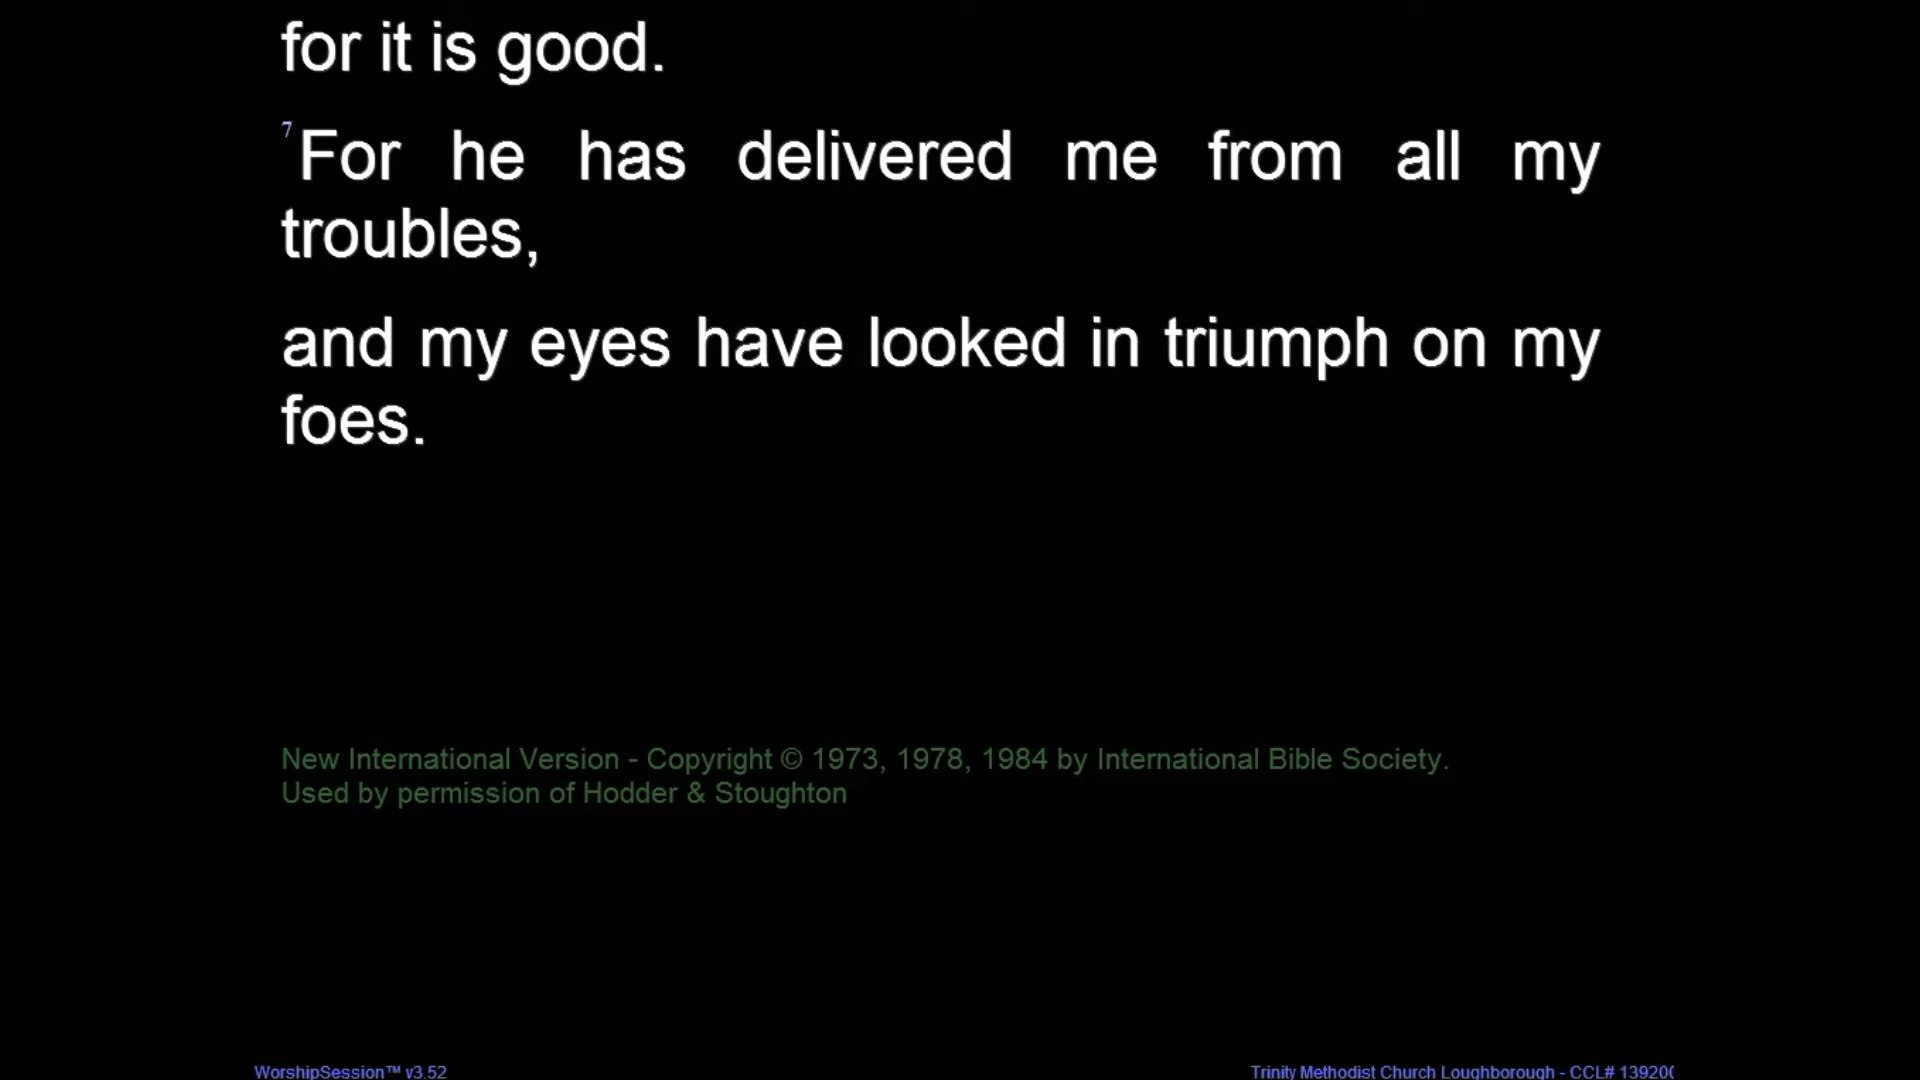 for it is good.
7 For he has delivered me from all my
troubles,
and my eyes have looked in triumph on my
foes.
New International Version - Copyright © 1973, 1978, 1984 by International Bible Society.
Used by permission of Hodder & Stoughton
WorshipSession™ v3.52
Trinity Methodist Church Loughborough - CCL# 13920